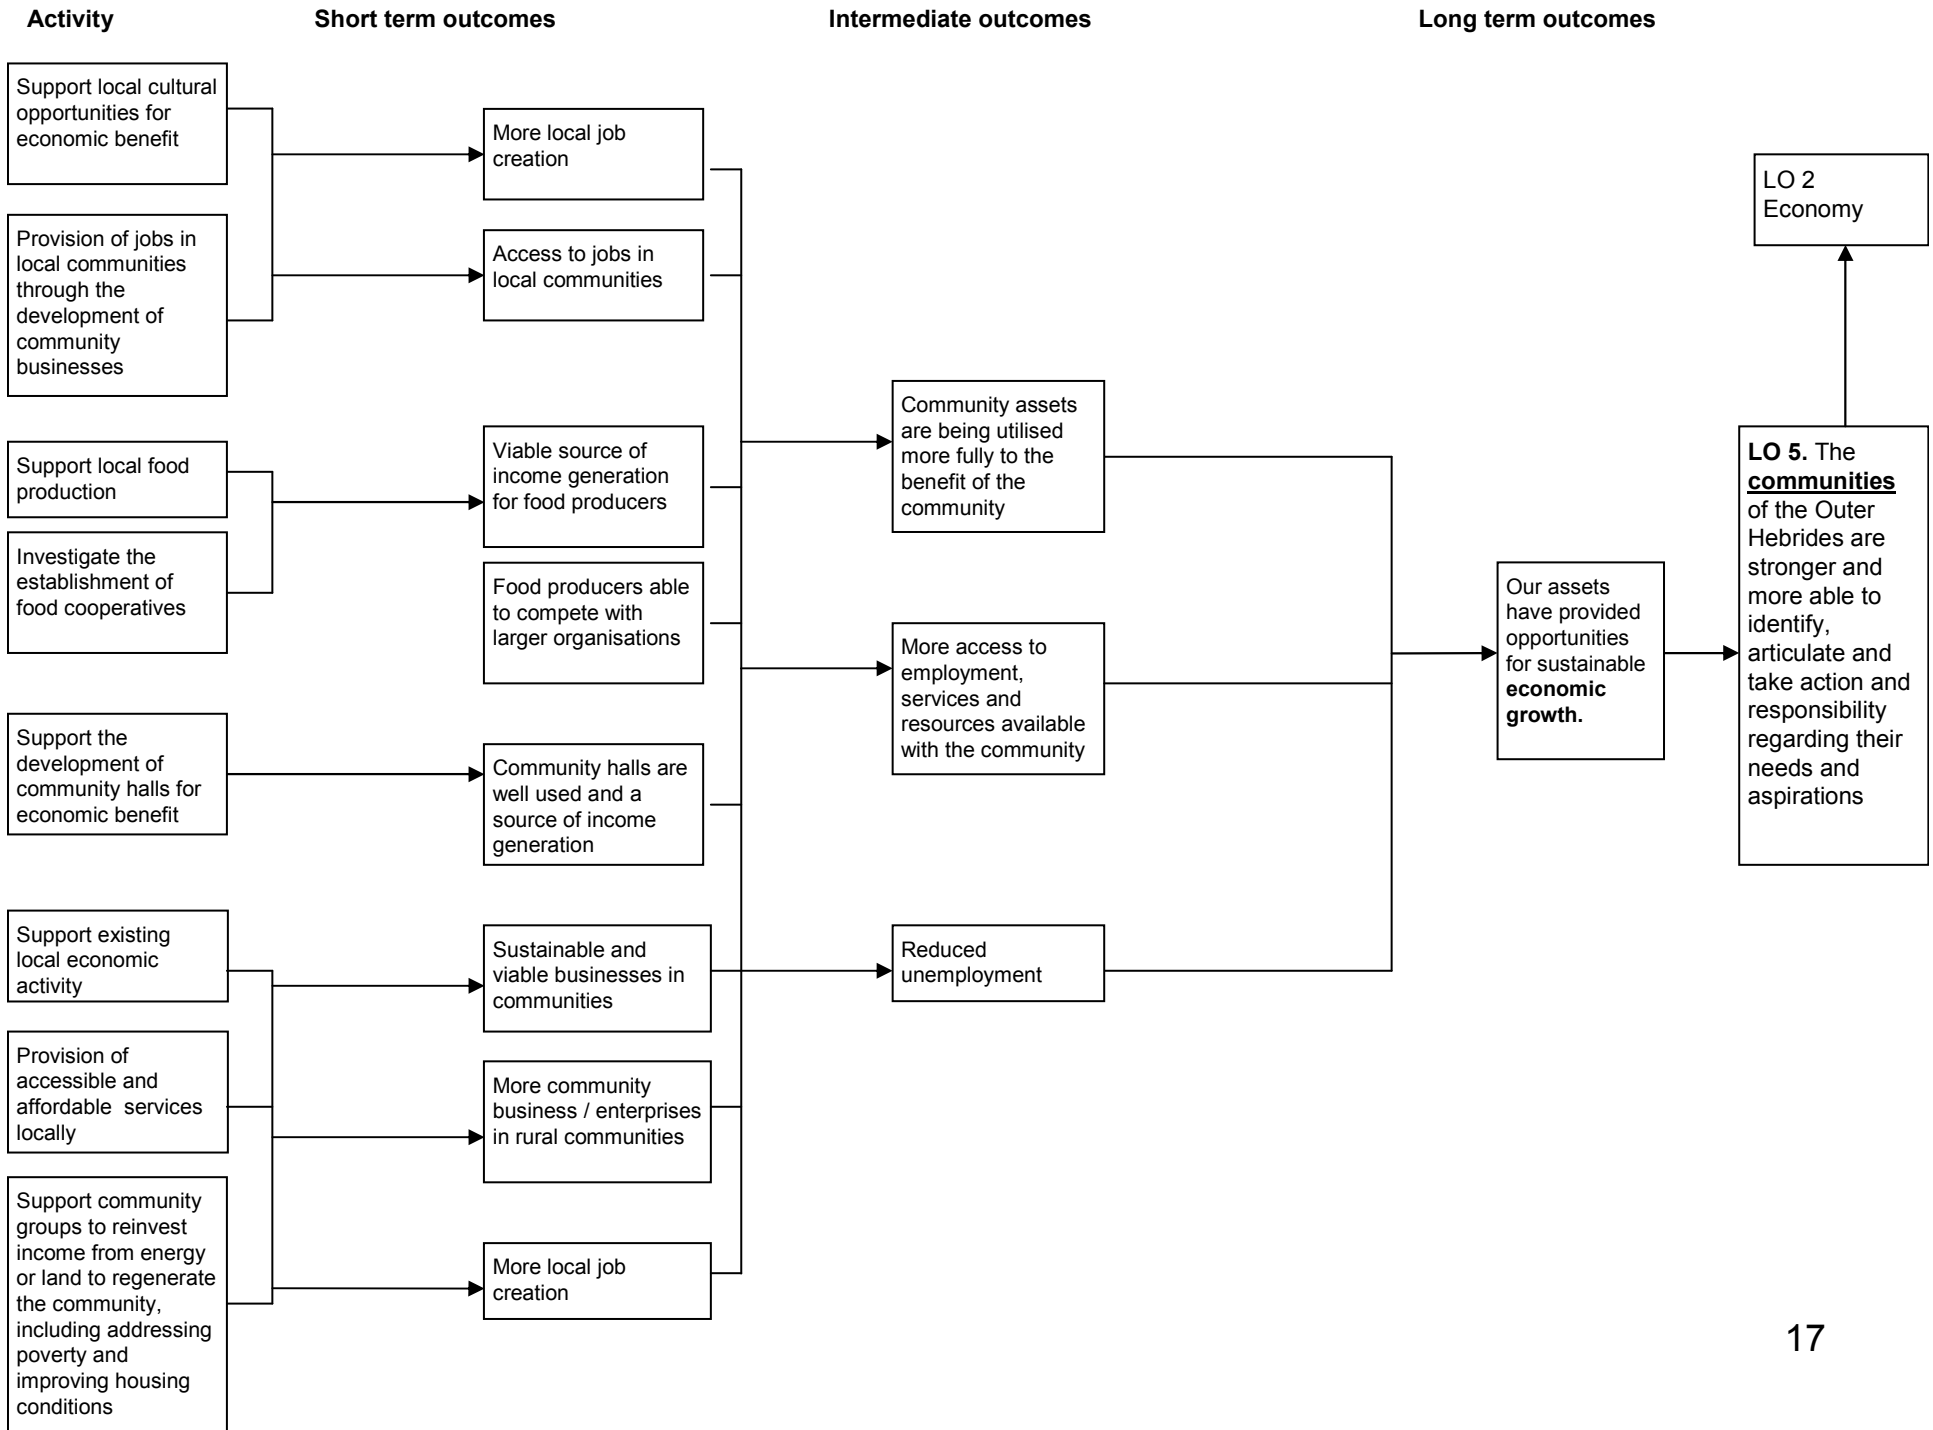 Activity
Short term outcomes
Intermediate outcomes
Long term outcomes
Support local cultural
opportunities for
economic benefit
Provision of jobs in
local communities
through the
development of
community
businesses
Support local food
production
Investigate the
establishment of
food cooperatives
Support the
development of
community halls for
economic benefit
Support existing
local economic
activity
Provision of
accessible and
affordable  services
locally
Support community
groups to reinvest
income from energy
or land to regenerate
the community,
including addressing
poverty and
improving housing
conditions
More local job
creation
Access to jobs in
local communities
Viable source of
income generation
for food producers
Food producers able
to compete with
larger organisations
Community halls are
well used and a
source of income
generation
Sustainable and
viable businesses in
communities
More community
business / enterprises
in rural communities
More local job
creation
Community assets
are being utilised
more fully to the
benefit of the
community
More access to
employment,
services and
resources available
with the community
Reduced
unemployment
Our assets
have provided
opportunities
for sustainable
economic
growth.
LO 2
Economy
LO 5. The
communities
of the Outer
Hebrides are
stronger and
more able to
identify,
articulate and
take action and
responsibility
regarding their
needs and
aspirations
17